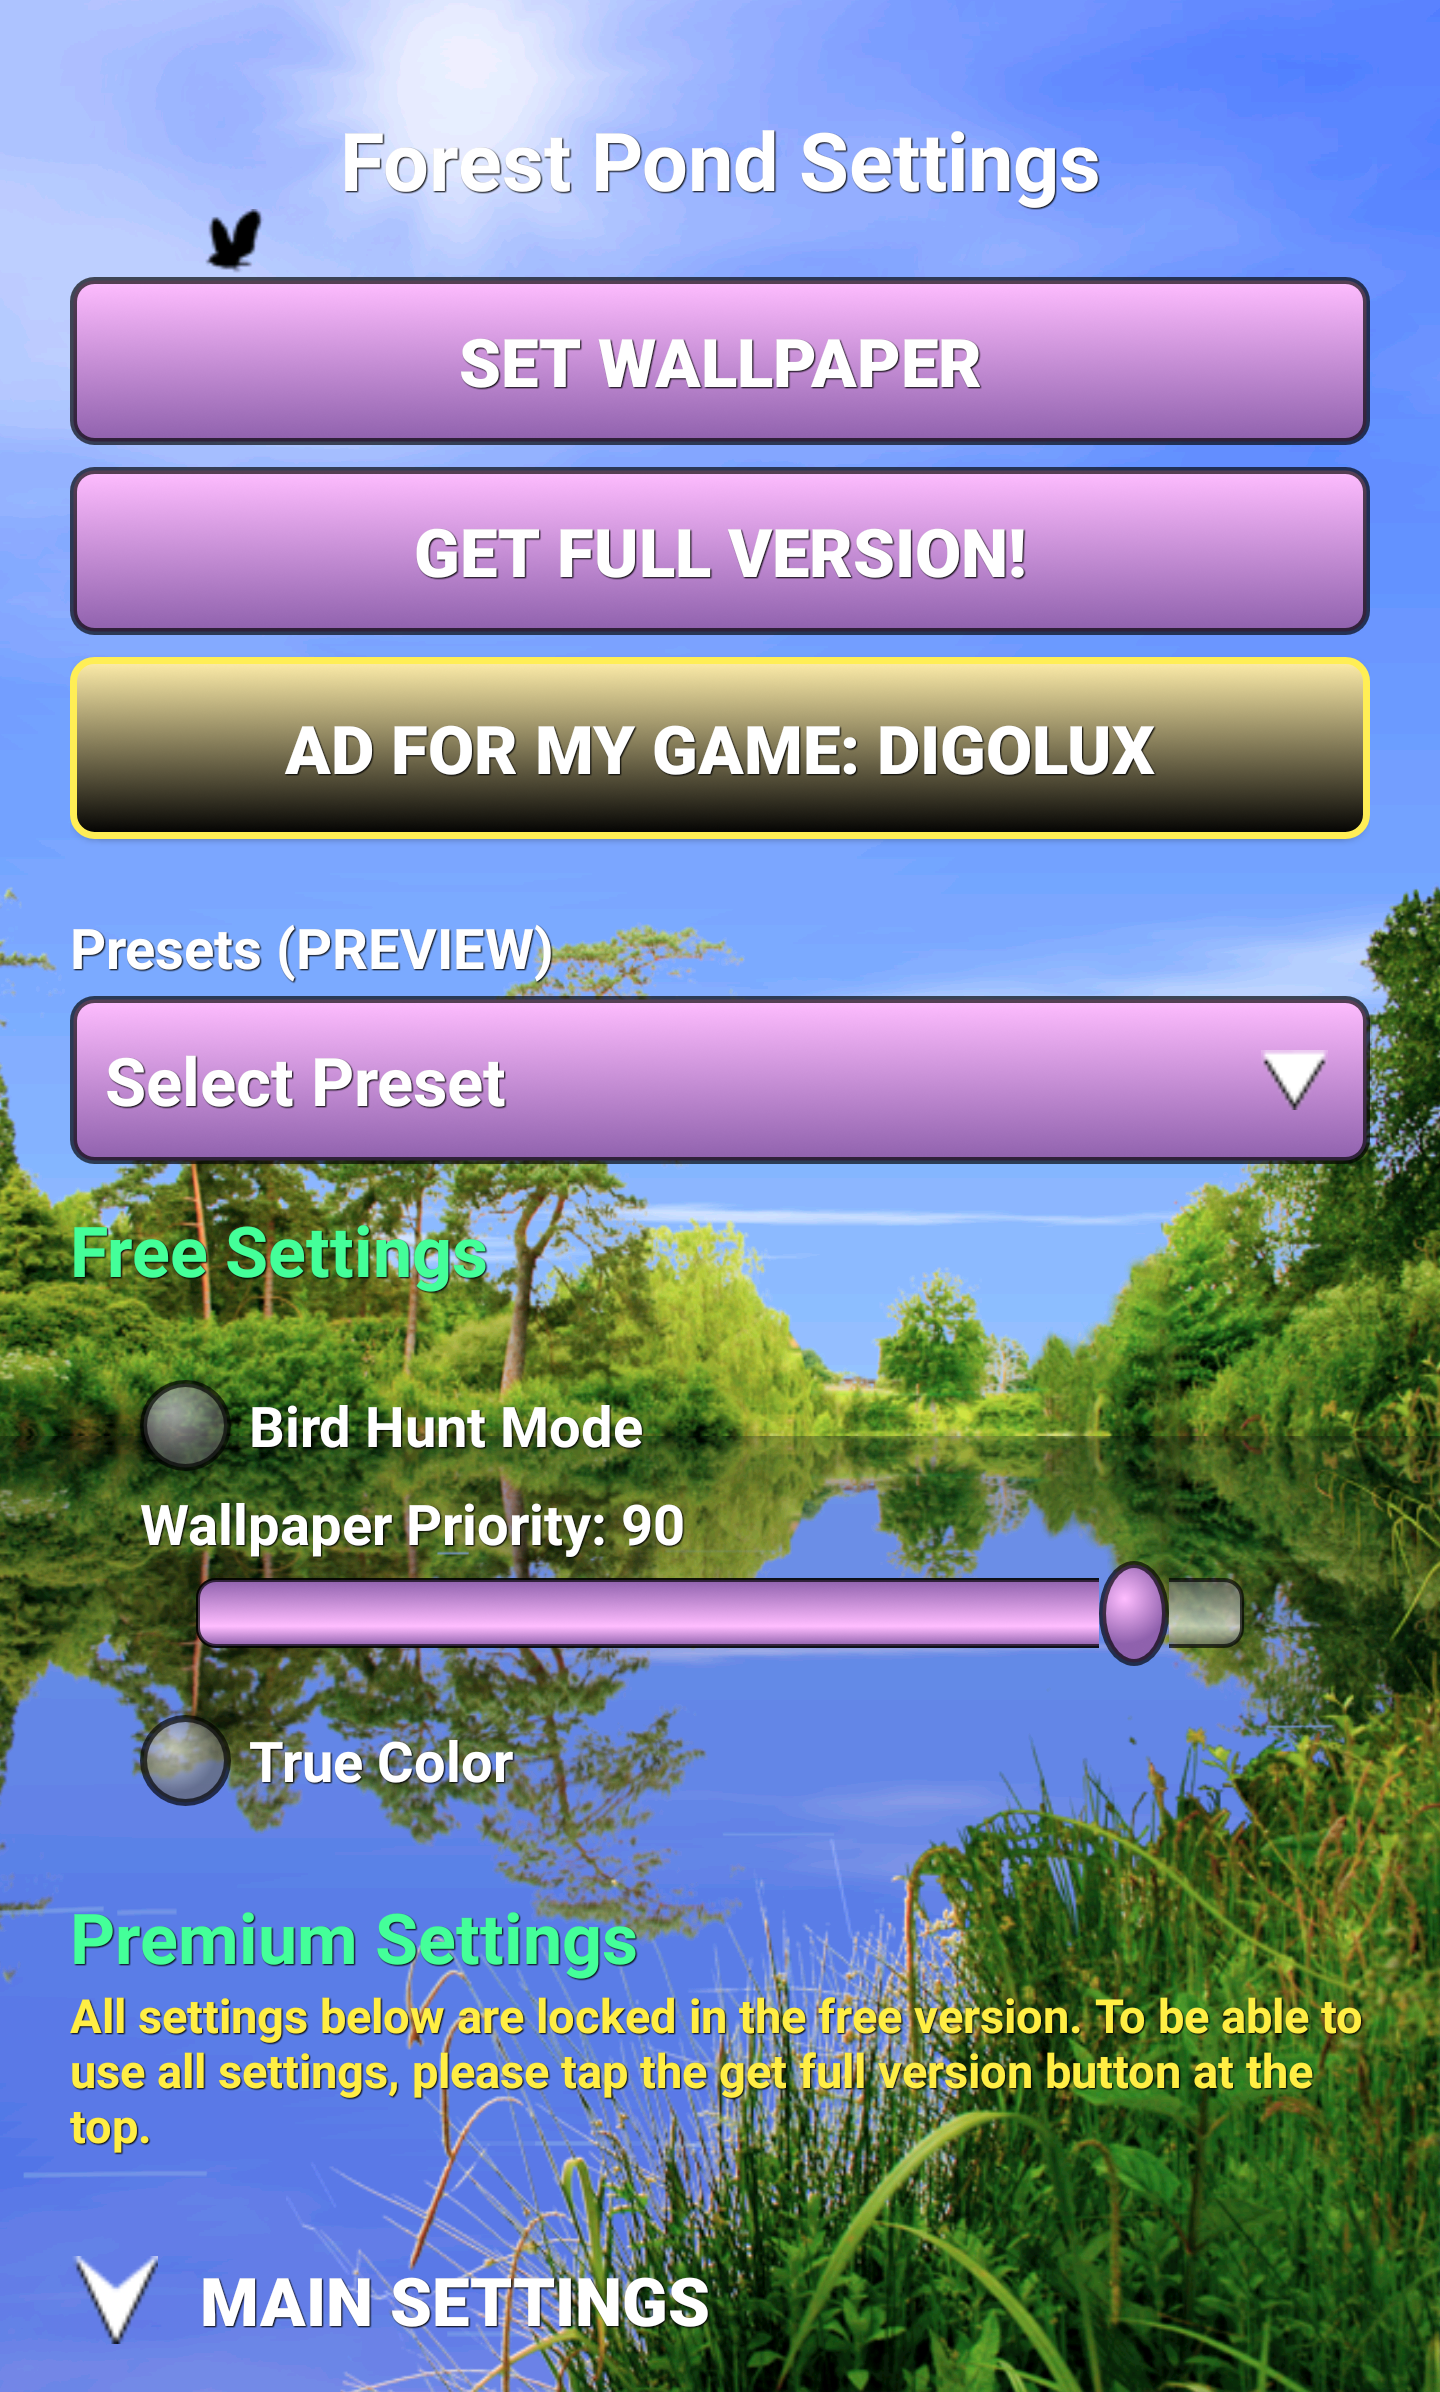 Forest Pond Settings
SET WALLPAPER
GET FULL VERSION!
AD FOR MY GAME: DIGOLUX
Presets (PREVIEW)
Select Preset
Free Settings
Bird Hunt Mode
Wallpaper Priority: 90
True Color
Premium Settings
All settings below are locked in the free version. To be able to
use all settings, please tap the get full version button at the
top.
MAIN SETTINGS